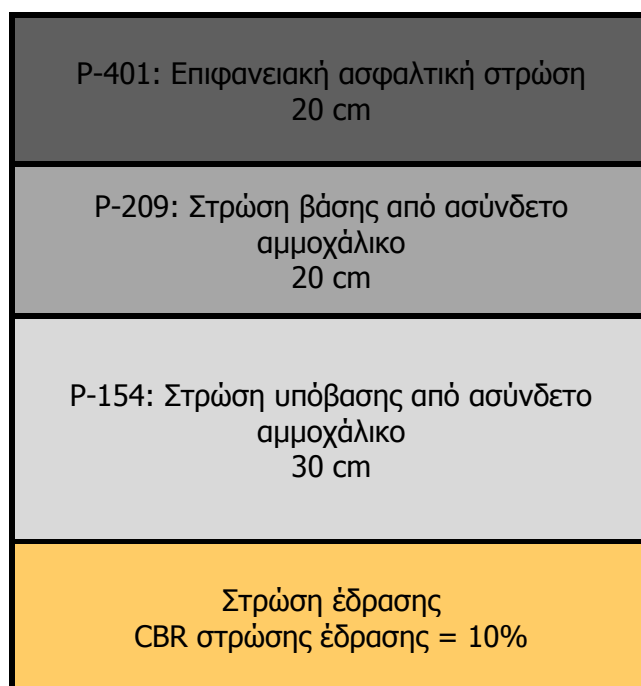 P-401: Επιφανειακή ασφαλτική στρώση
20 cm
P-209: Στρώση βάσης από ασύνδετο
αμμοχάλικο
20 cm
P-154: Στρώση υπόβασης από ασύνδετο
αμμοχάλικο
30 cm
Στρώση έδρασης
CBR στρώσης έδρασης = 10%